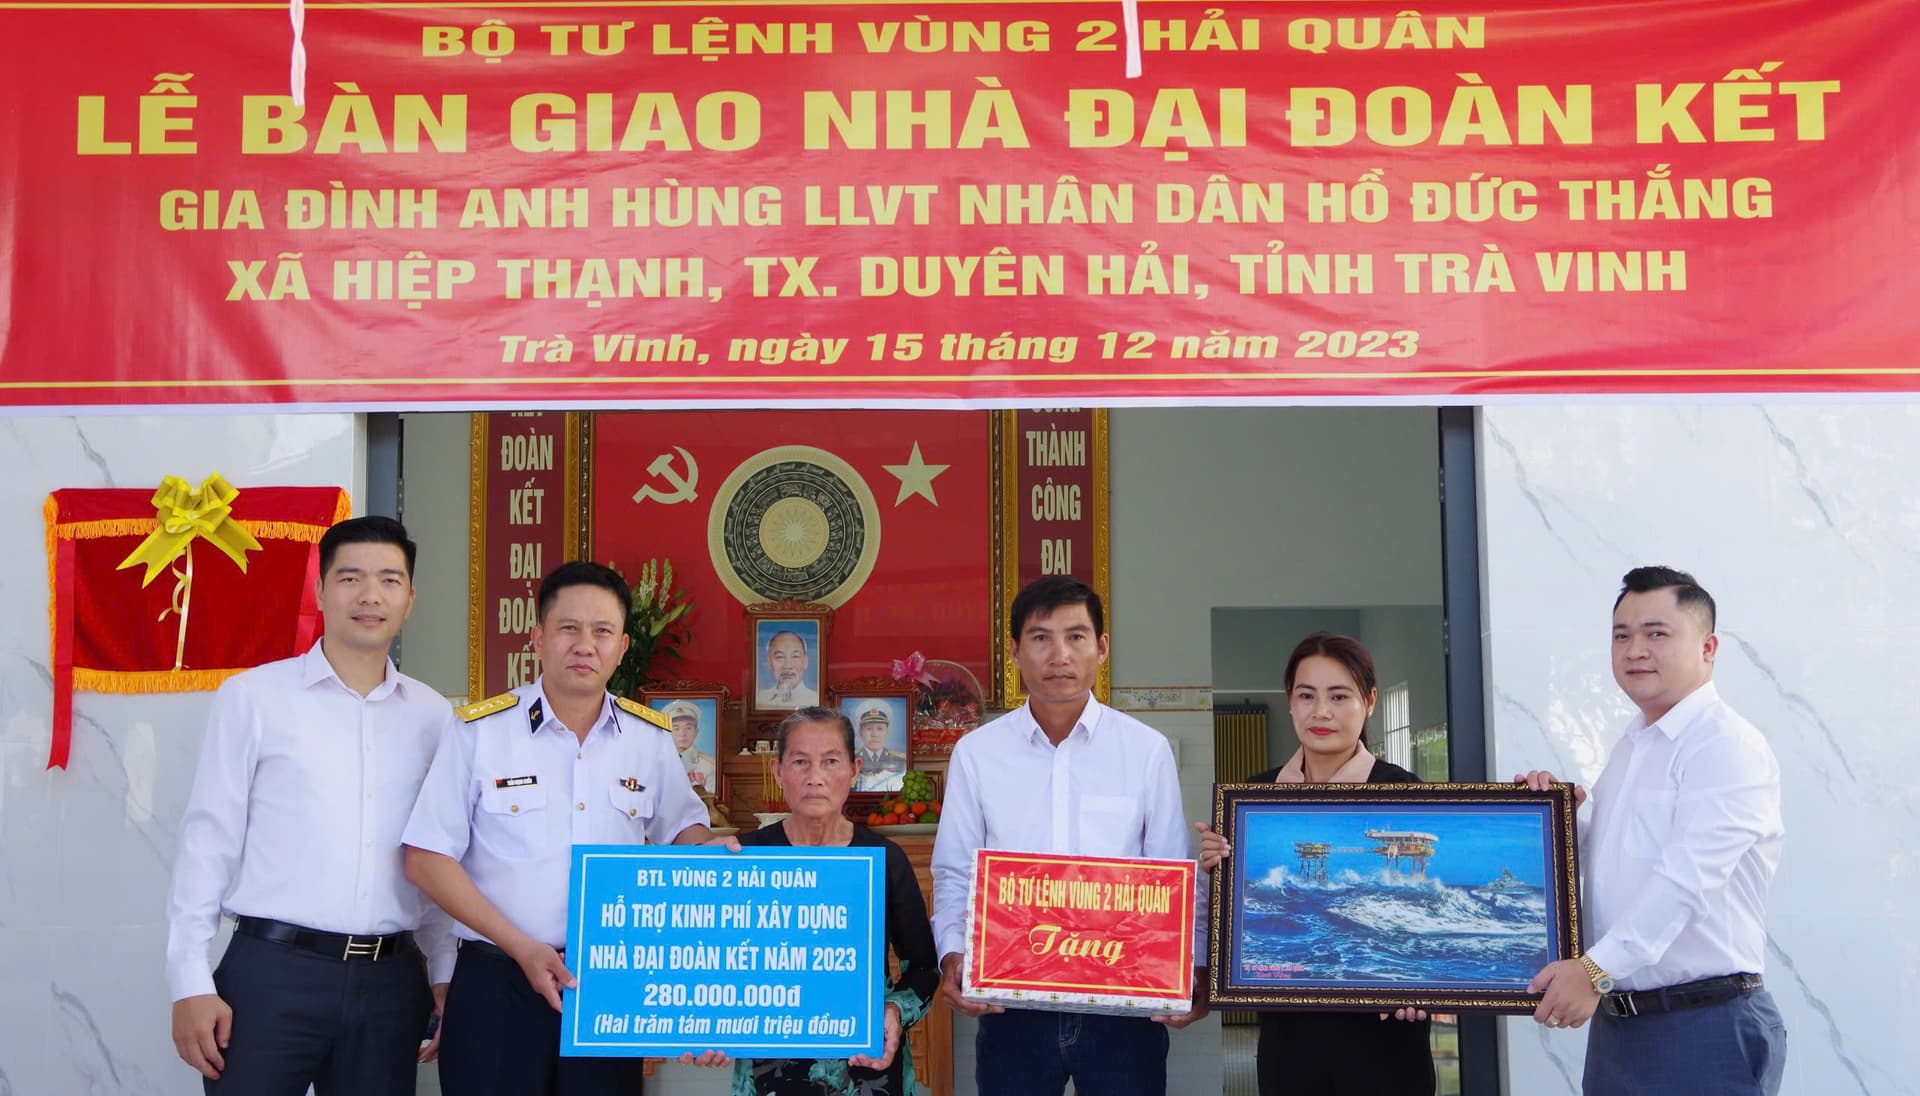 BỘ TƯ LỆNH VÙNG 2 HẢI QUÂN
LỄ BÀN GIAO NHÀ ĐẠI ĐOÀN KẾT
GIA ĐÌNH ANH HÙNG LLVT NHÂN DÂN HỒ ĐỨC THẮNG
XÃ HIỆP THẠNH, TX. DUYÊN HẢI, TỈNH TRÀ VINH
Trà Vinh, ngày 15 tháng 12 năm 2023
ĐOÀN
KẾT
ĐẠI
ĐOÀN
KẾT
THÀNH
CÔNG
ĐẠI
BTL VÙNG 2 HẢI QUÂN
HỖ TRỢ KINH PHÍ XÂY DỰNG
NHÀ ĐẠI ĐOÀN KẾT NĂM 2023
280.000.000đ
(Hai trăm tám mươi triệu đồng)
BỘ TƯ LỆNH VÙNG 2 HẢI QUÂN
Tặng